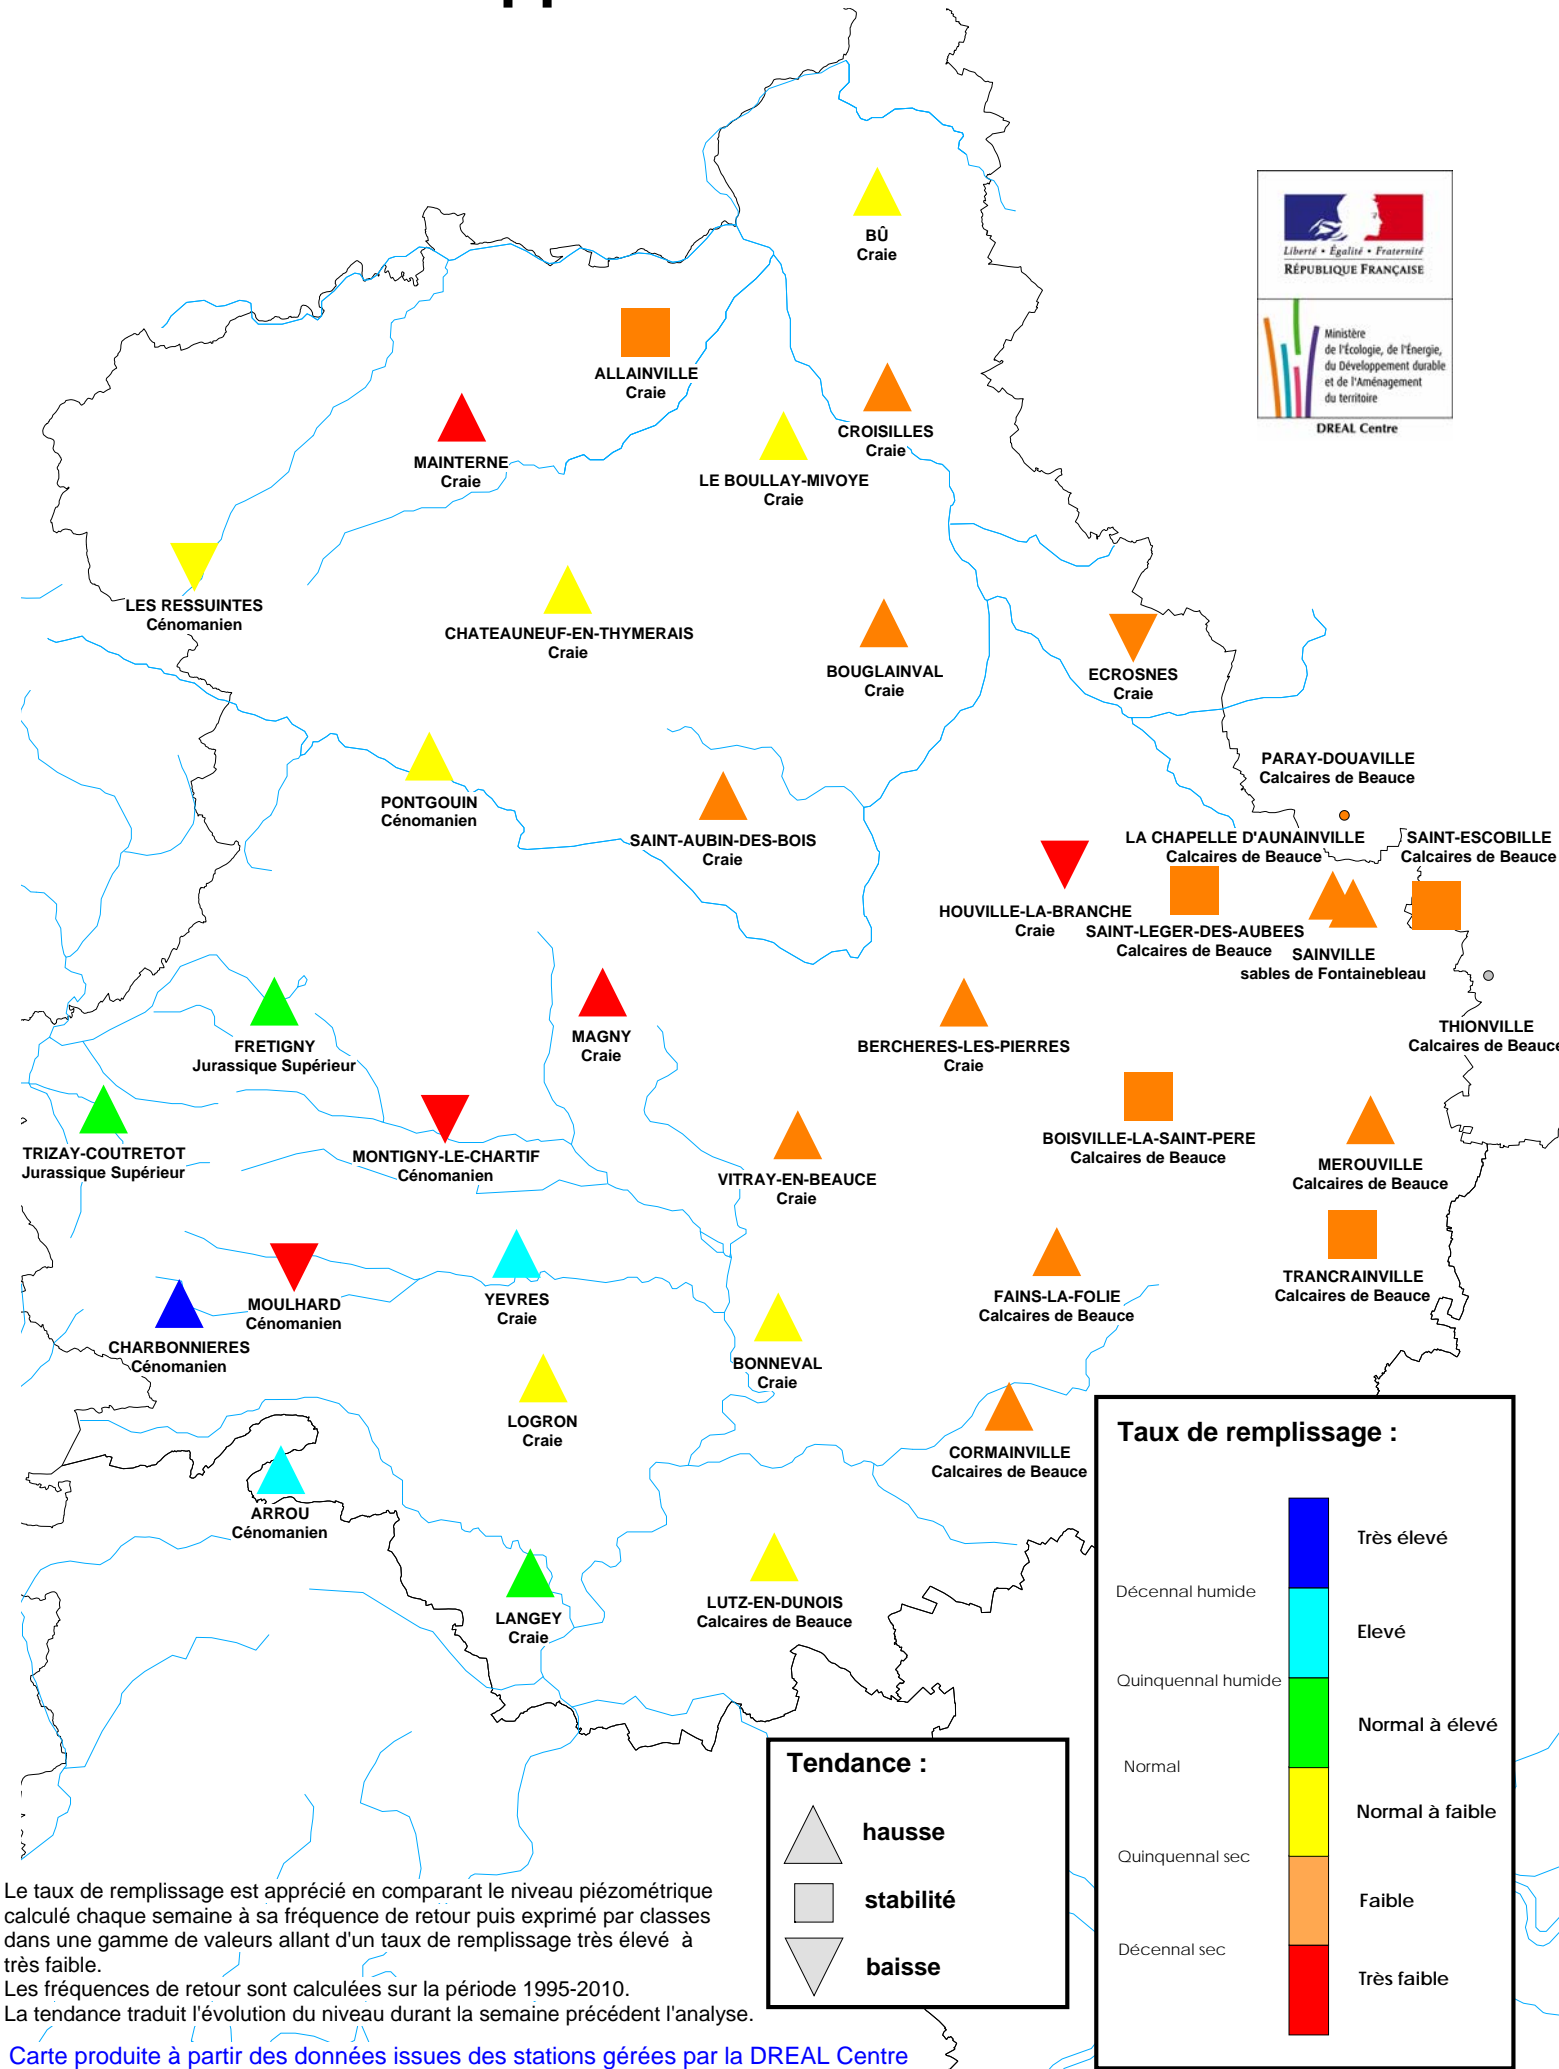 BÛ
Craie
Liberté • Égalité • Fraternité
RÉPUBLIQUE FRANÇAISE
Ministère
de l'Écologie, de l'Énergie,
du Développement durable
et de l'Aménagement
du territoire
DREAL Centre
ALLAINVILLE
Craie
CROISILLES
Craie
MAINTERNE
Craie
LE BOULLAY-MIVOYE
Craie
LES RESSUINTES
Cénomanien
CHATEAUNEUF-EN-THYMERAIS
Craie
BOUGLAINVAL
Craie
ECROSNES
Craie
PARAY-DOUAVILLE
Calcaires de Beauce
PONTGOUIN
Cénomanien
SAINT-AUBIN-DES-BOIS
Craie
LA CHAPELLE D'AUNAINVILLE
Calcaires de Beauce
SAINT-ESCOBILLE
Calcaires de Beauce
HOUVILLE-LA-BRANCHE
Craie
SAINT-LEGER-DES-AUBEES
Calcaires de Beauce
SAINVILLE
sables de Fontainebleau
FRETIGNY
Jurassique Supérieur
MAGNY
Craie
BERCHERES-LES-PIERRES
Craie
THIONVILLE
Calcaires de Beauce
TRIZAY-COUTRETOT
Jurassique Supérieur
MONTIGNY-LE-CHARTIF
Cénomanien
VITRAY-EN-BEAUCE
Craie
BOISVILLE-LA-SAINT-PERE
Calcaires de Beauce
MEROUVILLE
Calcaires de Beauce
MOULHARD
Cénomanien
YEVRES
Craie
FAINS-LA-FOLIE
Calcaires de Beauce
TRANCRAINVILLE
Calcaires de Beauce
CHARBONNIERES
Cénomanien
BONNEVAL
Craie
LOGRON
Craie
CORMAINVILLE
Calcaires de Beauce
ARROU
Cénomanien
LANGEY
Craie
LUTZ-EN-DUNOIS
Calcaires de Beauce
Taux de remplissage :
Très élevé
Décennal humide
Elevé
Quinquennal humide
Normal à élevé
Normal
Normal à faible
Quinquennal sec
Faible
Décennal sec
Très faible
Tendance :
hausse
stabilité
baisse
Le taux de remplissage est apprécié en comparant le niveau piézométrique
calculé chaque semaine à sa fréquence de retour puis exprimé par classes
dans une gamme de valeurs allant d'un taux de remplissage très élevé à
très faible.
Les fréquences de retour sont calculées sur la période 1995-2010.
La tendance traduit l'évolution du niveau durant la semaine précédent l'analyse.
Carte produite à partir des données issues des stations gérées par la DREAL Centre